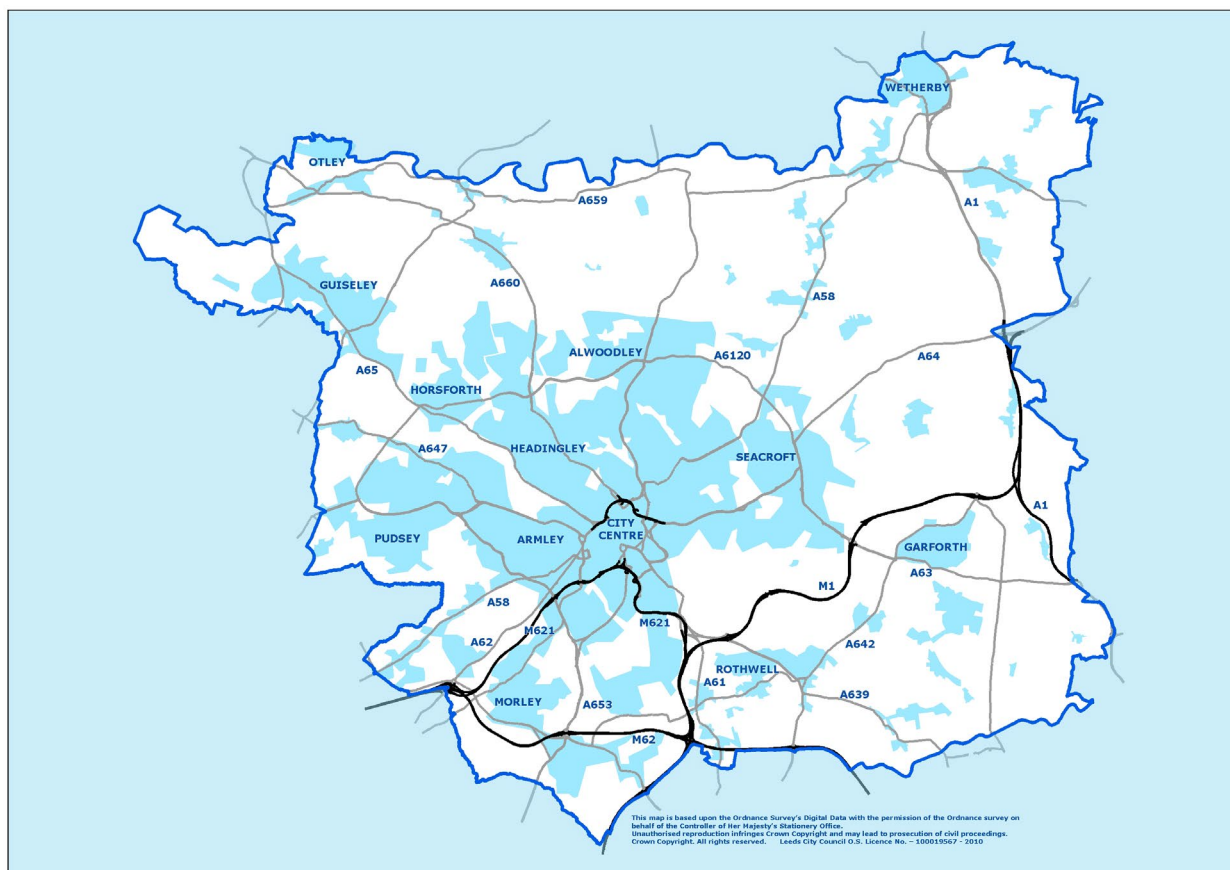 WETHERBY
OTLEY
A659
A1
GUISELEY
A660
A58
ALWOODLEY
A6120
A64
A65
HORSFORTH
A647
HEADINGLEY
SEACROFT
A1
CITY
CENTRE
PUDSEY
ARMLEY
GARFORTH
A63
M1
A58
M621
M621
A62
A642
ROTHWELL
A61
A639
MORLEY
A653
M62
This map is based upon the Ordnance Survey's Digital Data with the permission of the Ordnance survey on
behalf of the Controller of Her Majesty's Stationery Office.
Unauthorised reproduction infringes Crown Copyright and may lead to prosecution of civil proceedings.
Crown Copyright. All rights reserved. Leeds City Council O.S. Licence No. – 100019567 - 2010